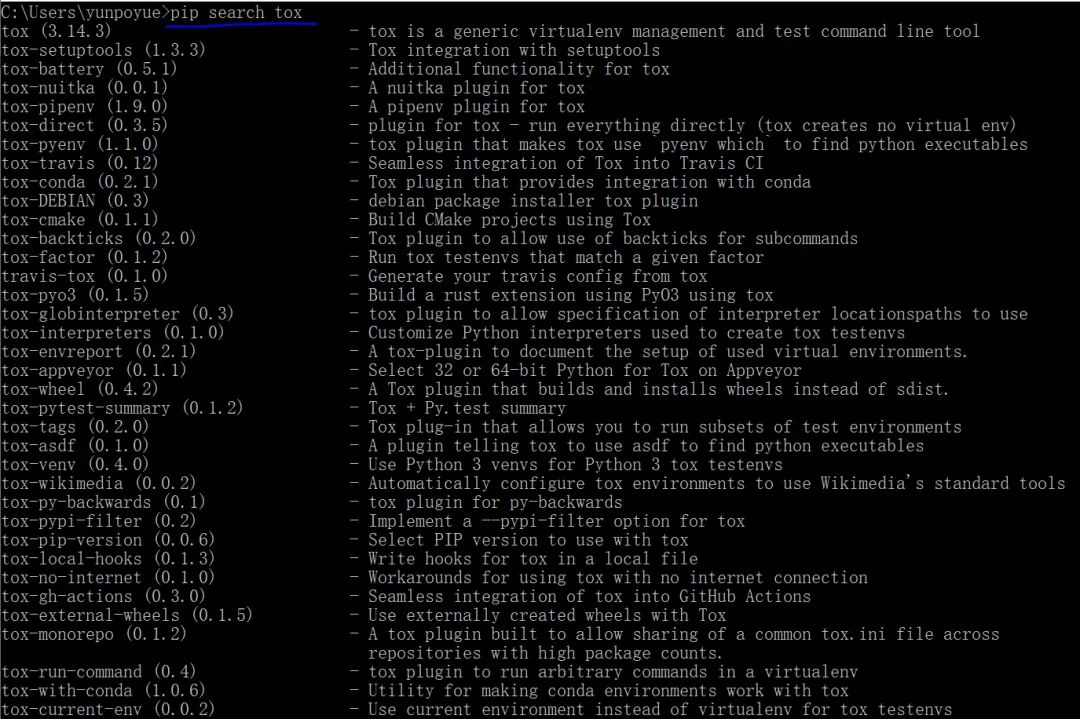 C:\Users\yunpoyue>pip search tox
tox (3.14.3) - tox is a generic virtualenv management and test command line tool
tox-setuptools (1.3.3) - Tox integration with setuptools
tox-battery (0.5.1) - Additional functionality for tox
tox-nuitka (0.0.1) - A nuitka plugin for tox
tox-pipenv (1.9.0) - A pipenv plugin for tox
tox-direct (0.3.5) - plugin for tox - run everything directly (tox creates no virtual env)
tox-pyenv (1.1.0) - tox plugin that makes tox use `pyenv which` to find python executables
tox-travis (0.12) - Seamless integration of Tox into Travis CI
tox-conda (0.2.1) - Tox plugin that provides integration with conda
tox-DEBIAN (0.3) - debian package installer tox plugin
tox-cmake (0.1.1) - Build CMake projects using Tox
tox-backticks (0.2.0) - Tox plugin to allow use of backticks for subcommands
tox-factor (0.1.2) - Run tox testenvs that match a given factor
travis-tox (0.1.0) - Generate your travis config from tox
tox-pyo3 (0.1.5) - Build a rust extension using PyO3 using tox
tox-globinterpreter (0.3) - tox plugin to allow specification of interpreter locationspaths to use
tox-interpreters (0.1.0) - Customize Python interpreters used to create tox testenvs
tox-envreport (0.2.1) - A tox-plugin to document the setup of used virtual environments.
tox-appveyor (0.1.1) - Select 32 or 64-bit Python for Tox on Appveyor
tox-wheel (0.4.2) - A Tox plugin that builds and installs wheels instead of sdist.
tox-pytest-summary (0.1.2) - Tox + Py.test summary
tox-tags (0.2.0) - Tox plug-in that allows you to run subsets of test environments
tox-asdf (0.1.0) - A plugin telling tox to use asdf to find python executables
tox-venv (0.4.0) - Use Python 3 venvs for Python 3 tox testenvs
tox-wikimedia (0.0.2) - Automatically configure tox environments to use Wikimedia's standard tools
tox-py-backwards (0.1) - tox plugin for py-backwards
tox-pypi-filter (0.2) - Implement a --pypi-filter option for tox
tox-pip-version (0.0.6) - Select PIP version to use with tox
tox-local-hooks (0.1.3) - Write hooks for tox in a local file
tox-no-internet (0.1.0) - Workarounds for using tox with no internet connection
tox-gh-actions (0.3.0) - Seamless integration of tox into GitHub Actions
tox-external-wheels (0.1.5) - Use externally created wheels with Tox
tox-monorepo (0.1.2) - A tox plugin built to allow sharing of a common tox.ini file across
repositories with high package counts.
tox-run-command (0.4) - tox plugin to run arbitrary commands in a virtualenv
tox-with-conda (1.0.6) - Utility for making conda environments work with tox
tox-current-env (0.0.2) - Use current environment instead of virtualenv for tox testenvs